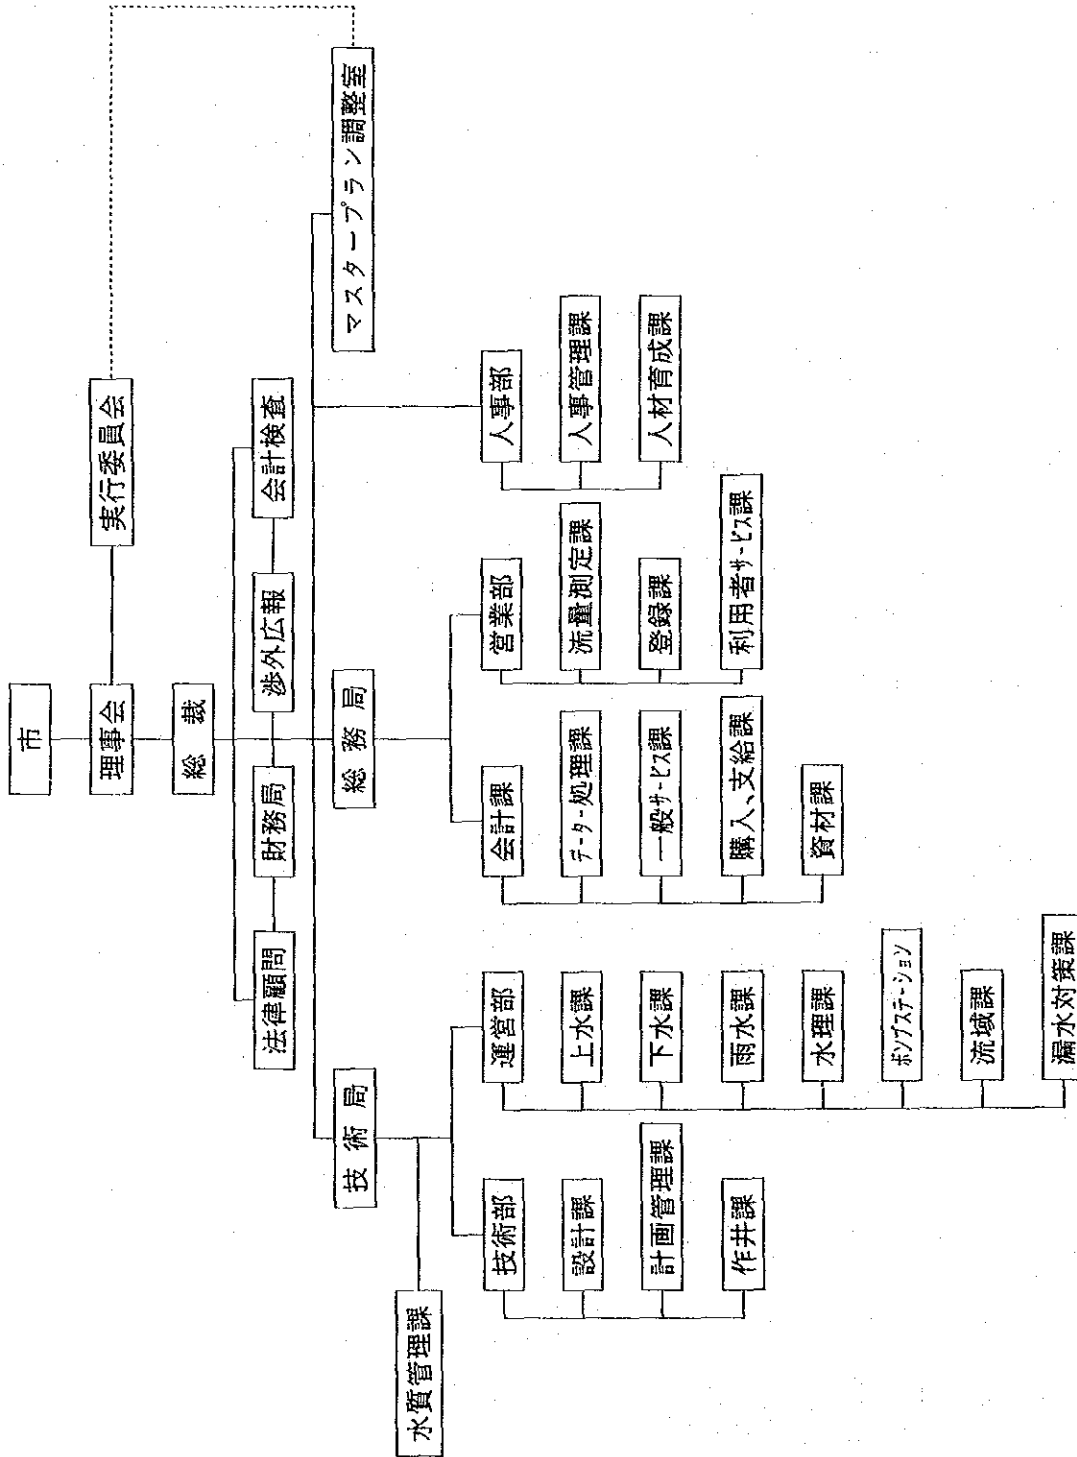 市
理事会
実行委員会
総裁
法律顧問
財務局
渉外広報
会計検査
技術局
総務局
マスタープラン調整室
水質管理課
技術部
設計課
計画管理課
作井課
運営部
上水課
下水課
雨水課
水理課
ポンプステーション
流域課
漏水対策課
会計課
データー処理課
一般サービス課
購入、支給課
資材課
営業部
流量測定課
登録課
利用者サービス課
人事部
人事管理課
人材育成課